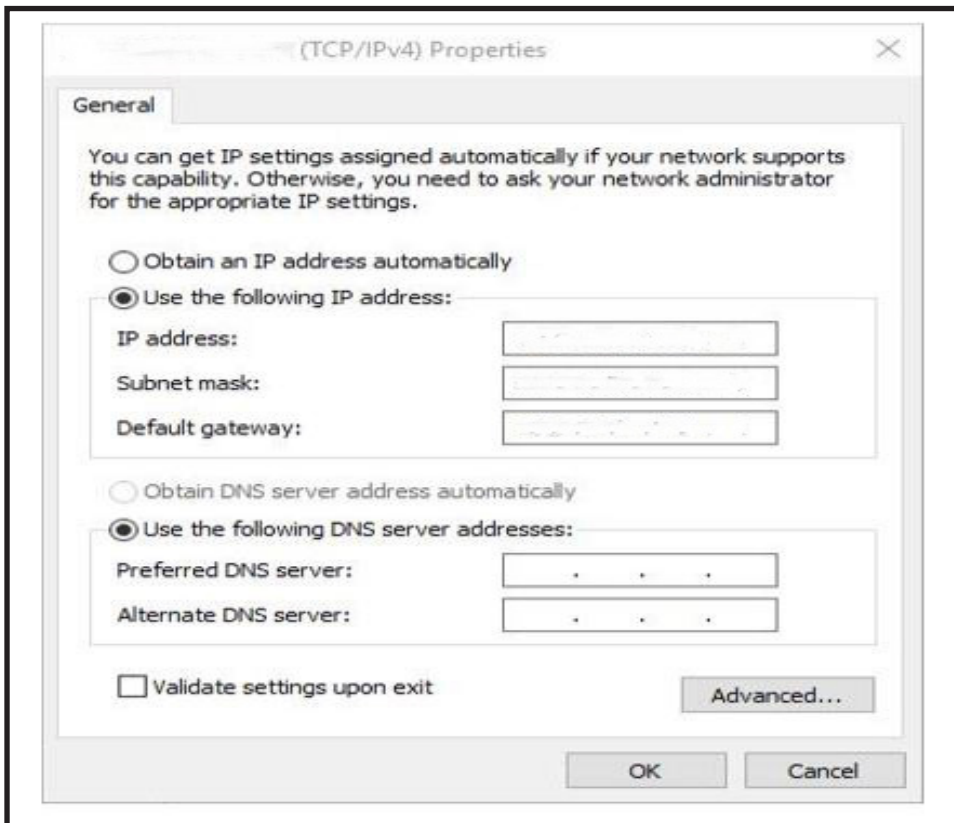 (TCP/IPv4) Properties
General
You can get IP settings assigned automatically if your network supports
this capability. Otherwise, you need to ask your network administrator
for the appropriate IP settings.
Obtain an IP address automatically
Use the following IP address:
IP address:
Subnet mask:
Default gateway:
Obtain DNS server address automatically
Use the following DNS server addresses:
Preferred DNS server: . . .
Alternate DNS server: . . .
Validate settings upon exit
Advanced...
OK Cancel